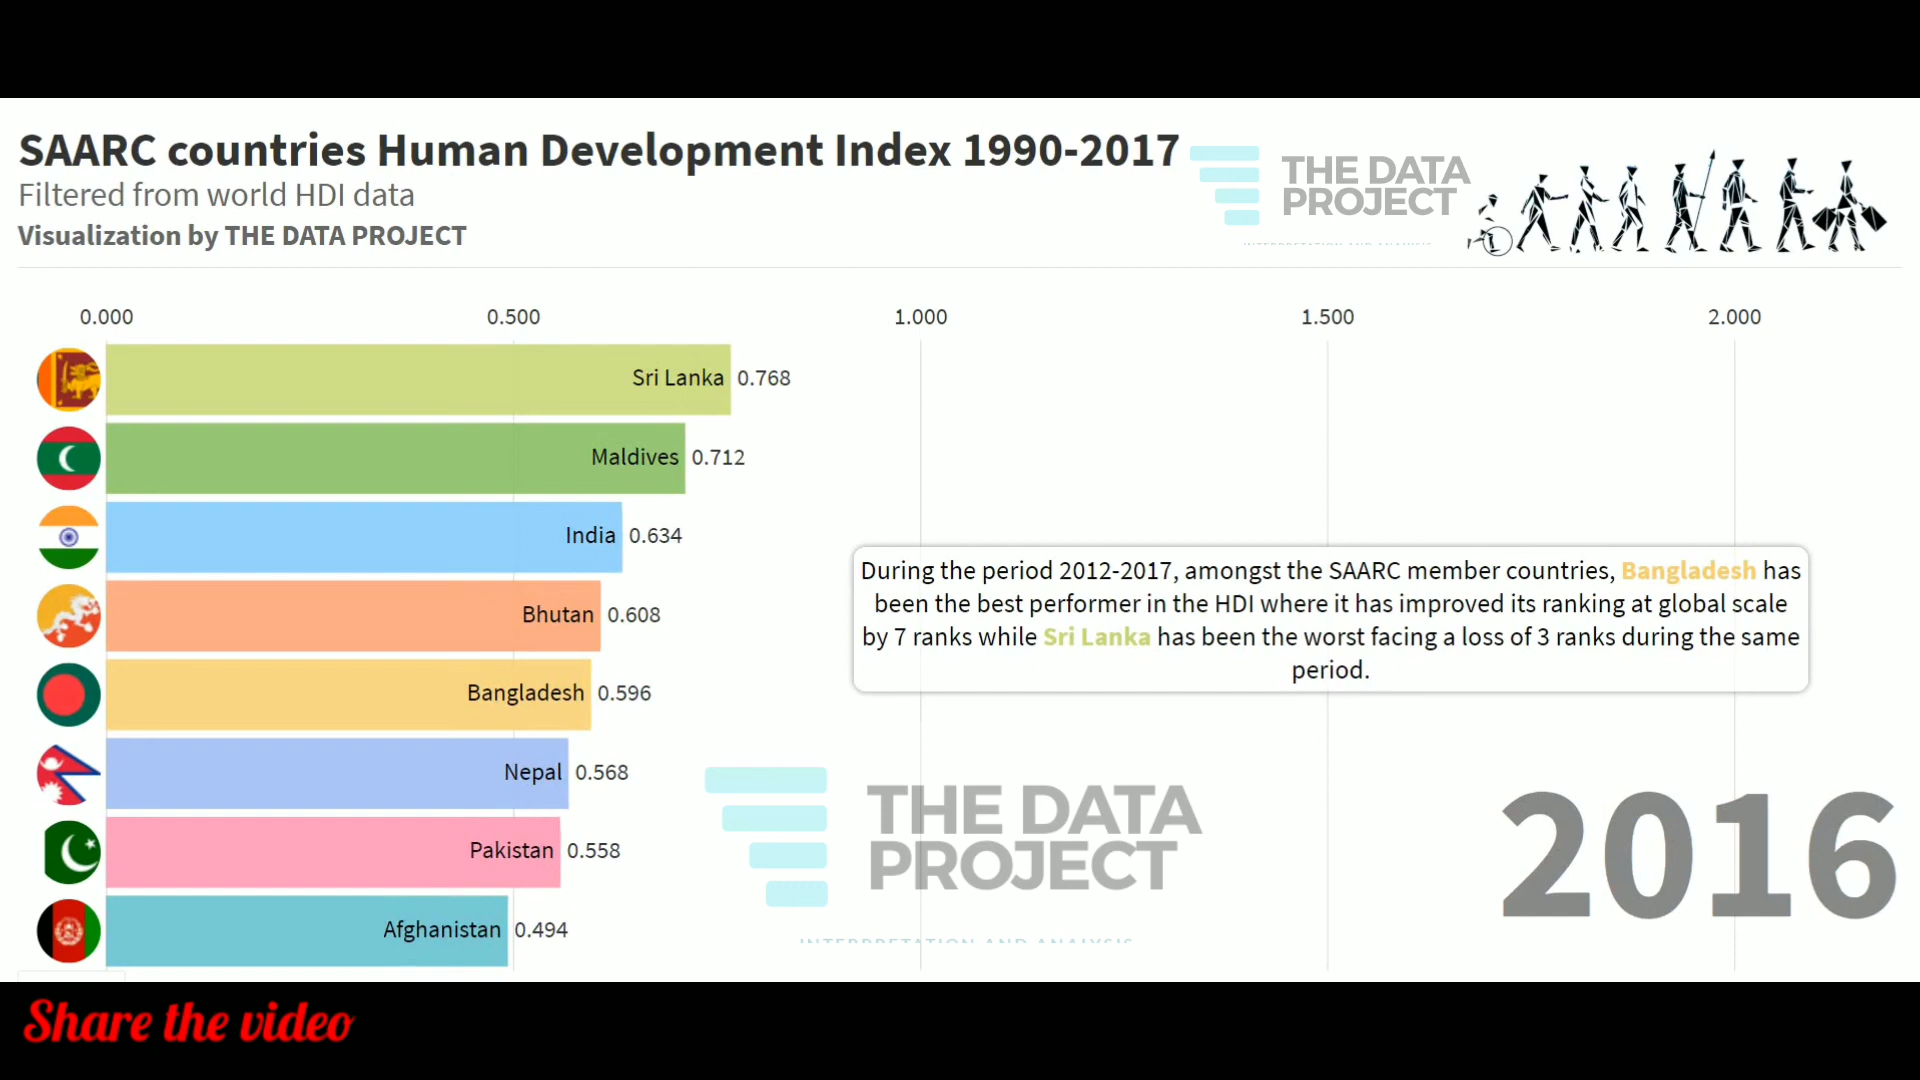 SAARC countries Human Development Index 1990-2017
Filtered from world HDI data
Visualization by THE DATA PROJECT
THE DATA
PROJECT
0.000 0.500 1.000 1.500 2.000
Sri Lanka 0.768
Maldives 0.712
India 0.634
Bhutan 0.608
Bangladesh 0.596
Nepal 0.568
Pakistan 0.558
Afghanistan 0.494
During the period 2012-2017, amongst the SAARC member countries, Bangladesh has
been the best performer in the HDI where it has improved its ranking at global scale
by 7 ranks while Sri Lanka has been the worst facing a loss of 3 ranks during the same
period.
THE DATA
PROJECT
INTERPRETATION AND ANALYSIS
2016
Share the video